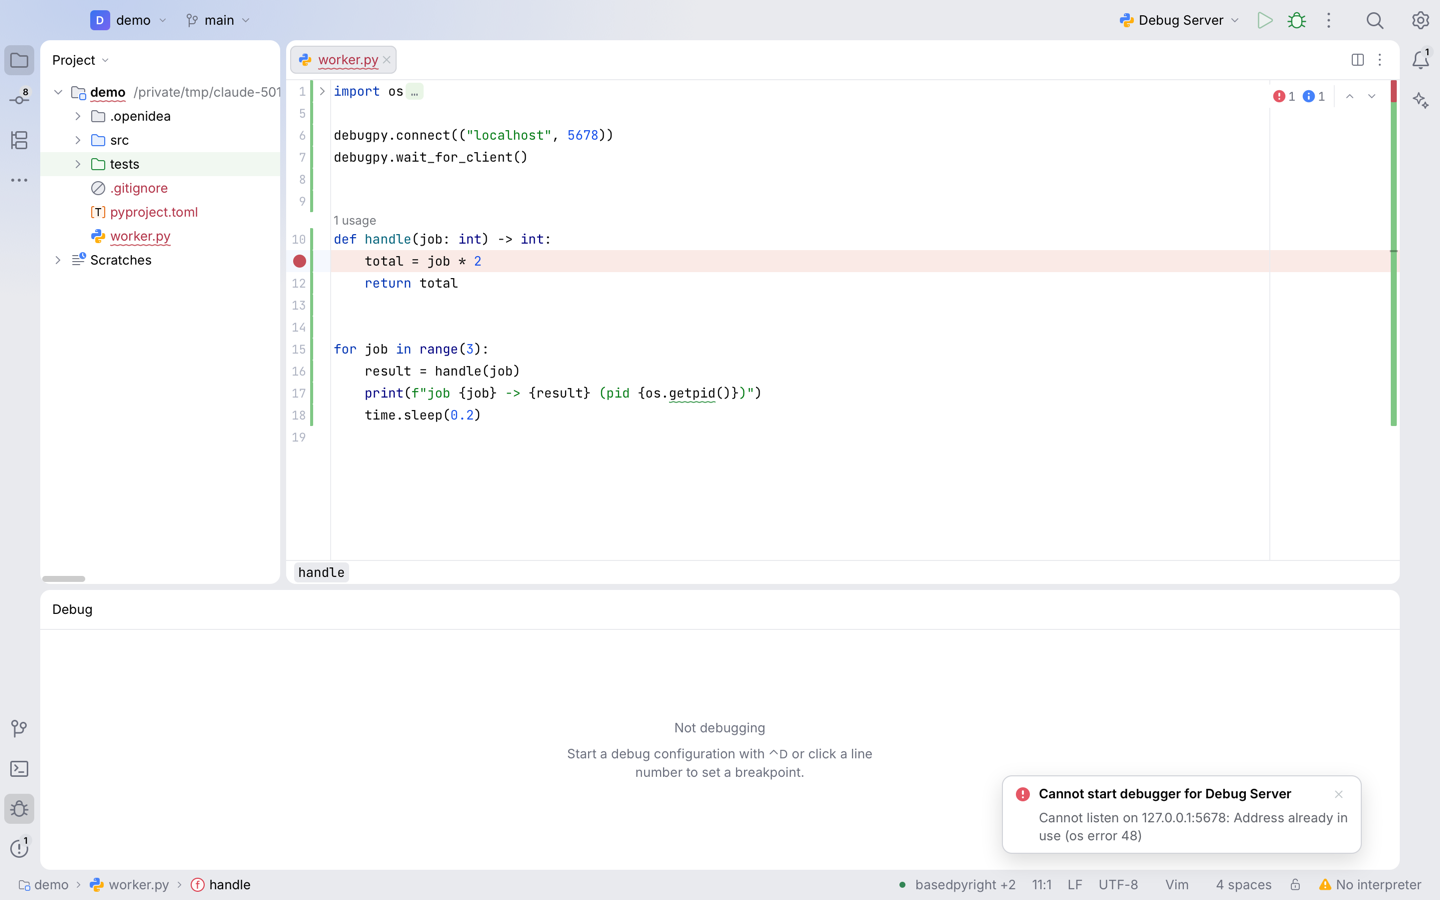 D demo main Debug Server
Project
worker.py
1
8
demo /private/tmp/claude-501
.openidea
src
tests
.gitignore
[T] pyproject.toml
worker.py
Scratches
1 import os…
5
6 debugpy.connect(("localhost", 5678))
7 debugpy.wait_for_client()
8
9
1 usage
10 def handle(job: int) -> int:
total = job * 2
12 return total
13
14
15 for job in range(3):
16 result = handle(job)
17 print(f"job {job} -> {result} (pid {os.getpid()})")
18 time.sleep(0.2)
19
1 1
handle
Debug
Not debugging
Start a debug configuration with ^D or click a line
number to set a breakpoint.
Cannot start debugger for Debug Server
Cannot listen on 127.0.0.1:5678: Address already in
use (os error 48)
1
demo worker.py f handle basedpyright +2 11:1 LF UTF-8 Vim 4 spaces No interpreter